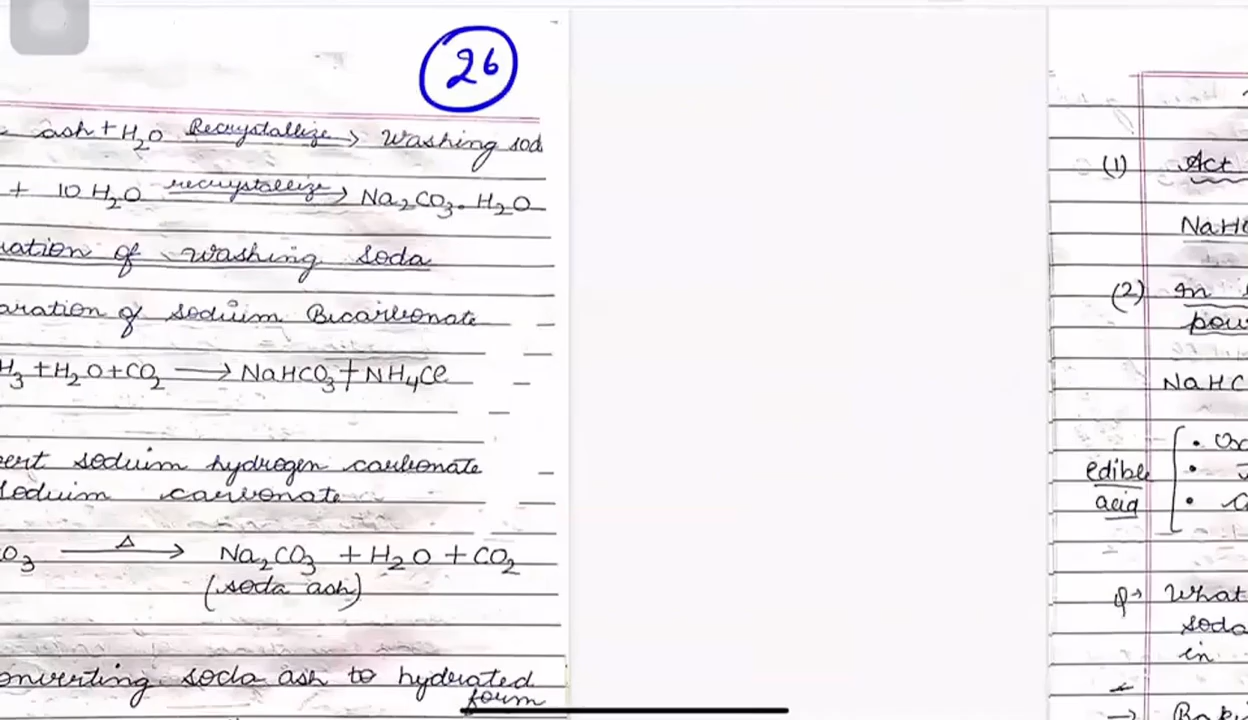 26
ash + H₂O Recrystallize → Washing sod
+ 10 H₂O recrystallize → Na₂CO₃. H₂O
uation of washing soda
aration of sodium Bicarbonate
H₃ + H₂O + CO₂ → NaHCO₃ + NH₄Cl
ert sodium hydrogen carbonate
sodium carbonate
O₃ Δ → Na₂CO₃ + H₂O + CO₂
(soda ash)
onverting soda ash to hydrated
form
(1) Act
NaH
(2) In
pow
NaHC
edible
acid
Q→ What
soda
in
→ Bak